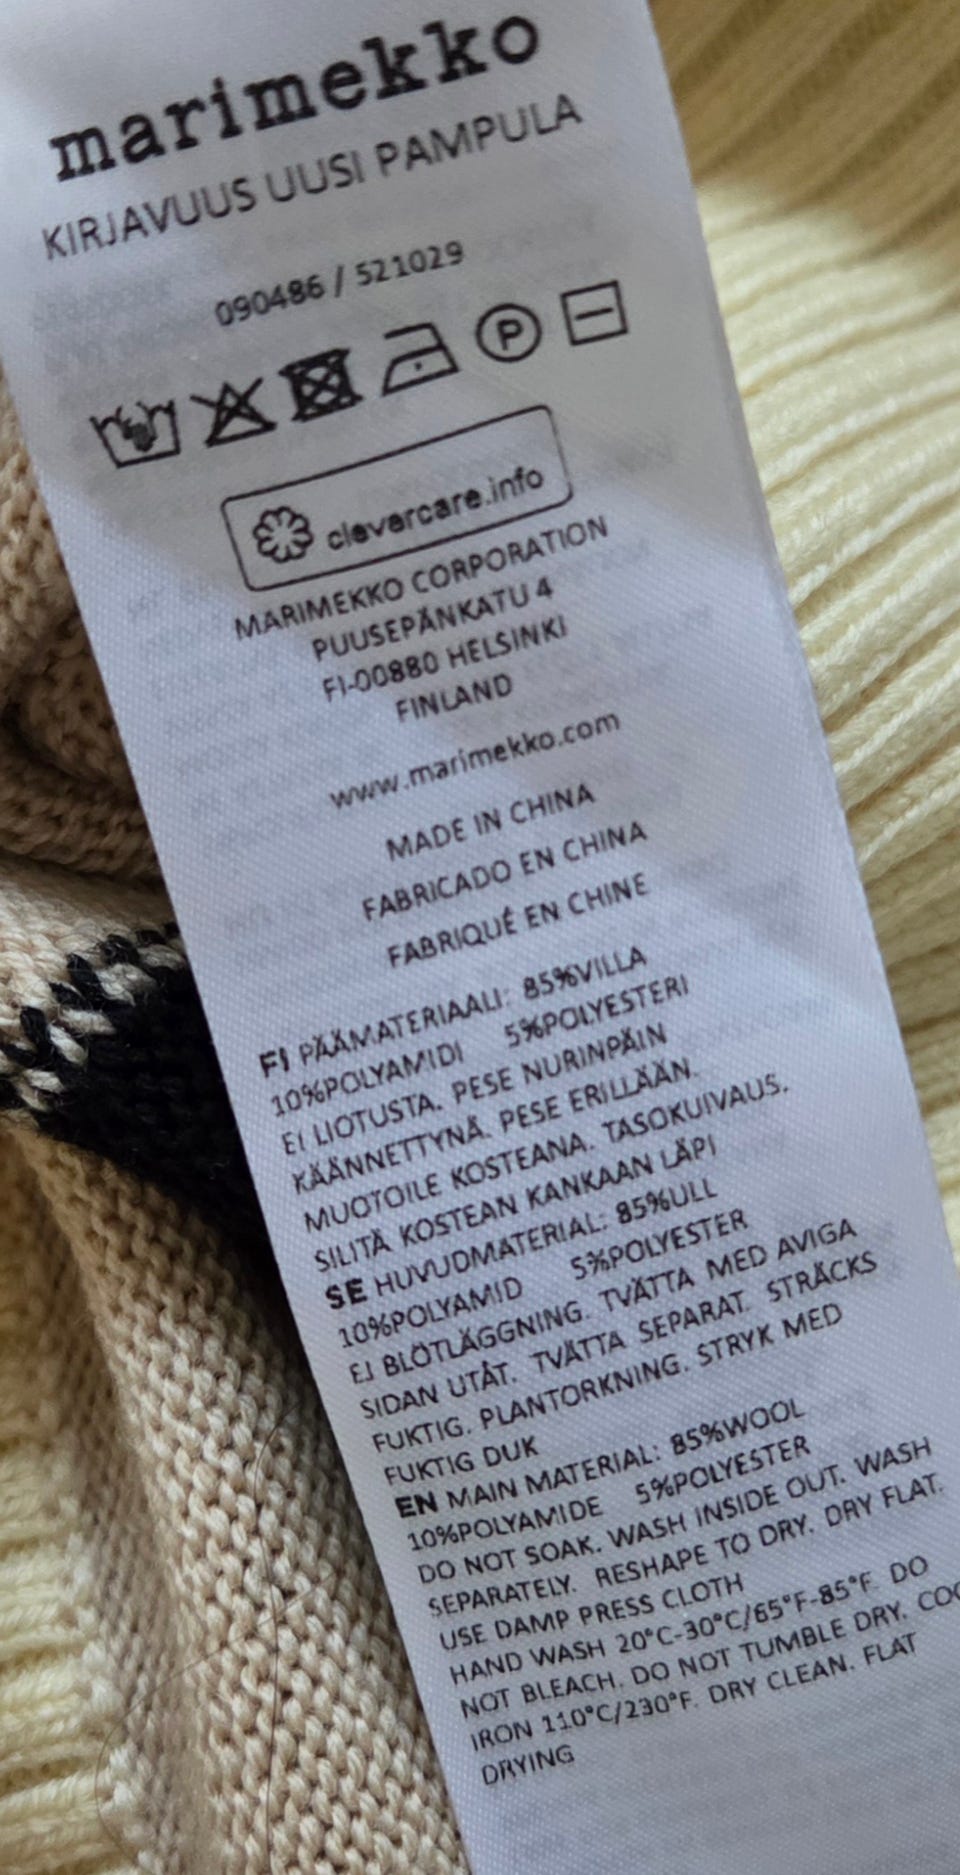 marimekko
KIRJAVUUS UUSI PAMPULA
090486 / 521029
P
clevercare.info
MARIMEKKO CORPORATION
PUUSEPÄNKATU 4
FI-00880 HELSINKI
FINLAND
www.marimekko.com
MADE IN CHINA
FABRICADO EN CHINA
FABRIQUÉ EN CHINE
FI PÄÄMATERIAALI: 85%VILLA
10%POLYAMIDI 5%POLYESTERI
EI LIOTUSTA. PESE NURINPÄIN
KÄÄNNETTYNÄ. PESE ERILLÄÄN.
MUOTOILE KOSTEANA. TASOKUIVAUS.
SILITÄ KOSTEAN KANKAAN LÄPI
SE HUVUDMATERIAL: 85%ULL
10%POLYAMID 5%POLYESTER
EJ BLÖTLÄGGNING. TVÄTTA MED AVIGA
SIDAN UTÅT. TVÄTTA SEPARAT. STRÄCKS
FUKTIG. PLANTORKNING. STRYK MED
FUKTIG DUK
EN MAIN MATERIAL: 85%WOOL
10%POLYAMIDE 5%POLYESTER
DO NOT SOAK. WASH INSIDE OUT. WASH
SEPARATELY. RESHAPE TO DRY. DRY FLAT.
USE DAMP PRESS CLOTH
HAND WASH 20°C-30°C/65°F-85°F. DO
NOT BLEACH. DO NOT TUMBLE DRY. COO
IRON 110°C/230°F. DRY CLEAN. FLAT
DRYING